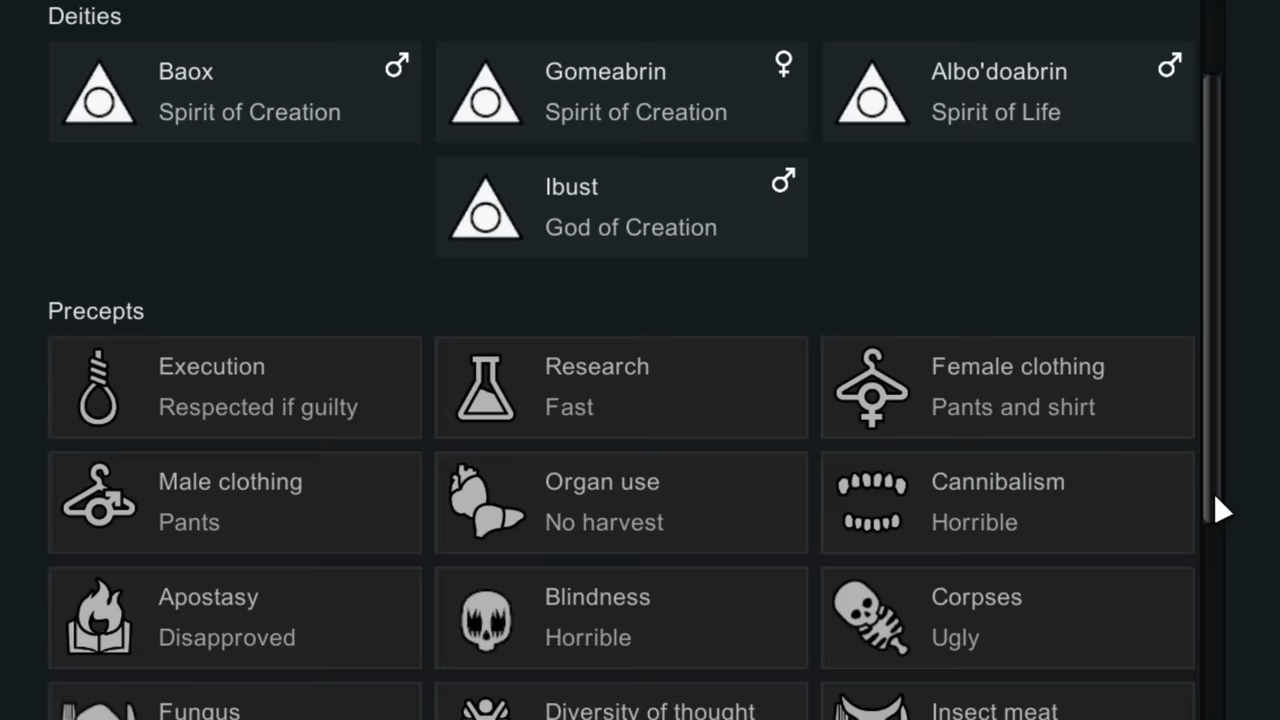 Deities
Baox
Spirit of Creation
Gomeabrin
Spirit of Creation
Albo'doabrin
Spirit of Life
Ibust
God of Creation
Precepts
Execution
Respected if guilty
Research
Fast
Female clothing
Pants and shirt
Male clothing
Pants
Organ use
No harvest
Cannibalism
Horrible
Apostasy
Disapproved
Blindness
Horrible
Corpses
Ugly
Fungus
Diversity of thought
Insect meat